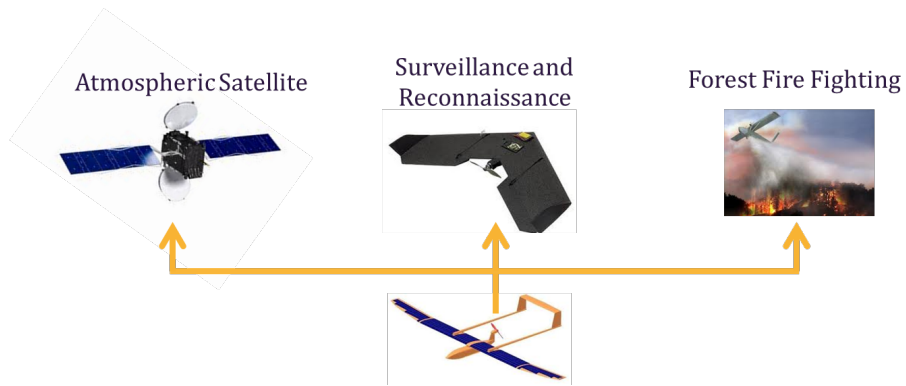 Atmospheric Satellite
Surveillance and
Reconnaissance
Forest Fire Fighting